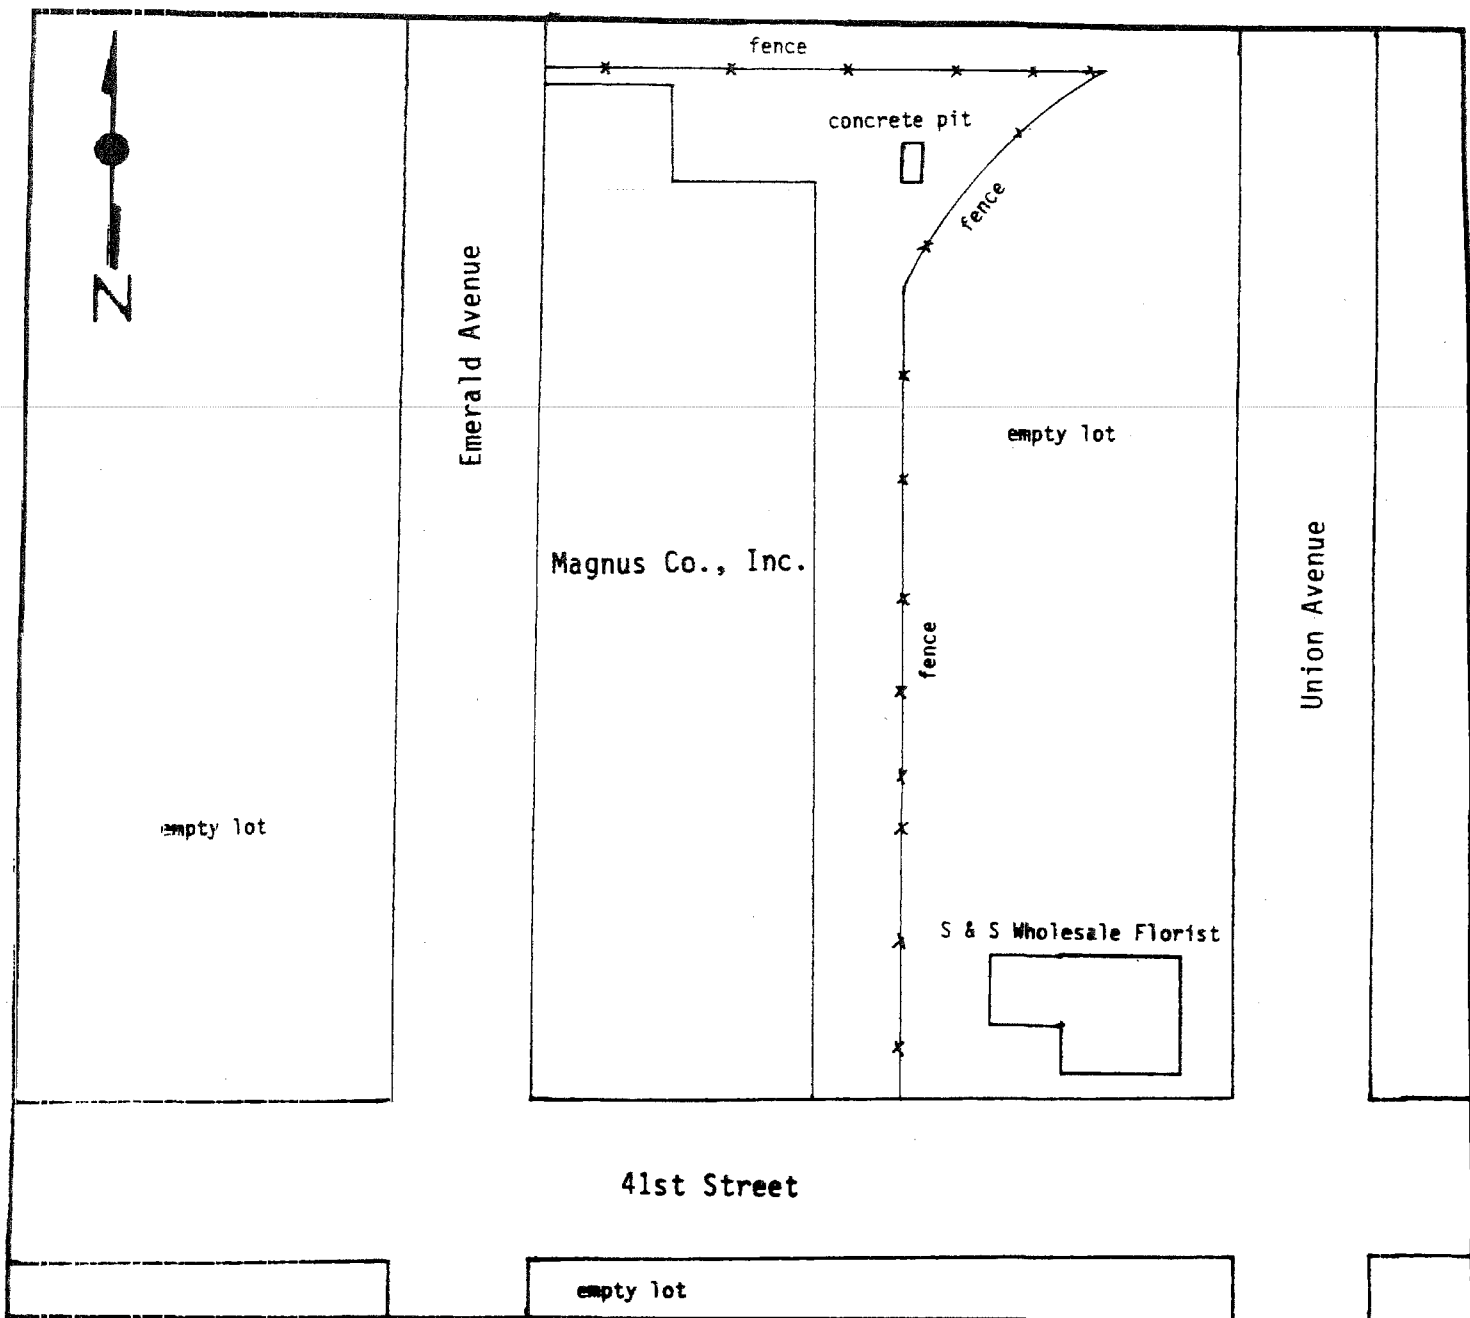 fence
concrete pit
fence
N
Emerald Avenue
empty lot
Magnus Co., Inc.
Union Avenue
fence
empty lot
S & S Wholesale Florist
41st Street
empty lot